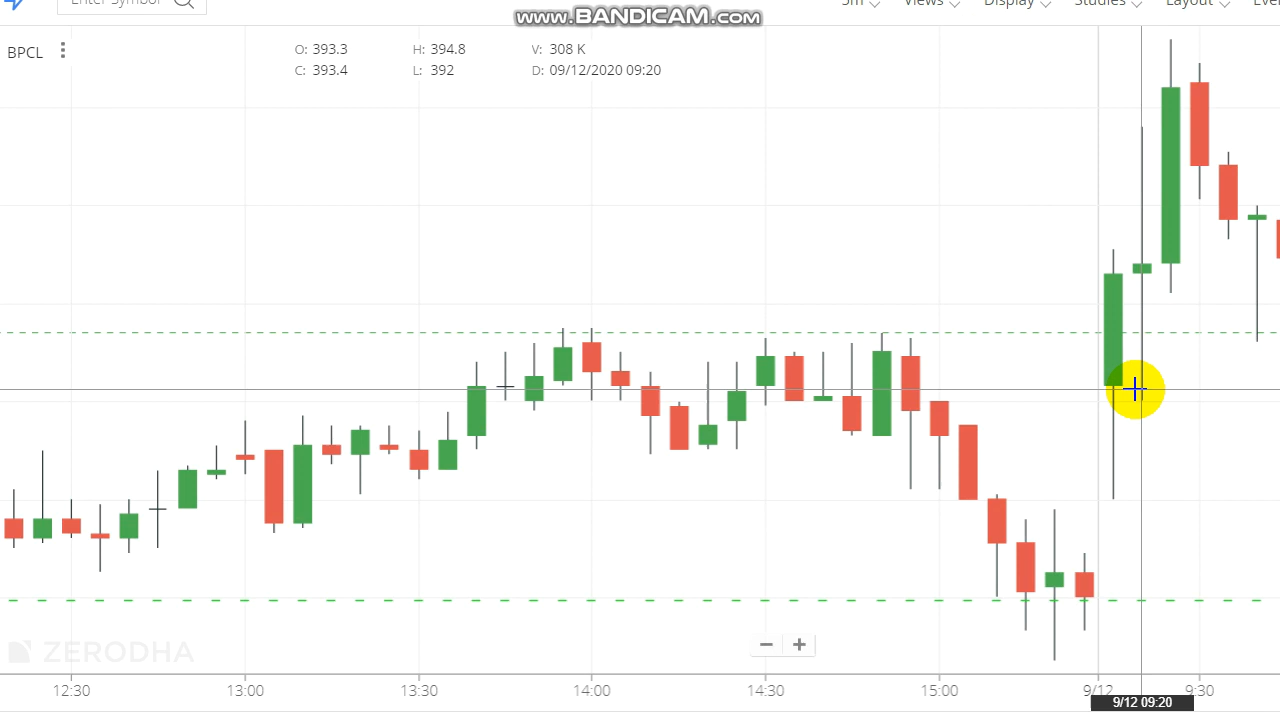 www.BANDICAM.com
Enter Symbol 5m Views Display Studies Layout
BPCL
O: 393.3 H: 394.8 V: 308 K
C: 393.4 L: 392 D: 09/12/2020 09:20
ZERODHA
12:30 13:00 13:30 14:00 14:30 15:00 9/12 9:30
9/12 09:20